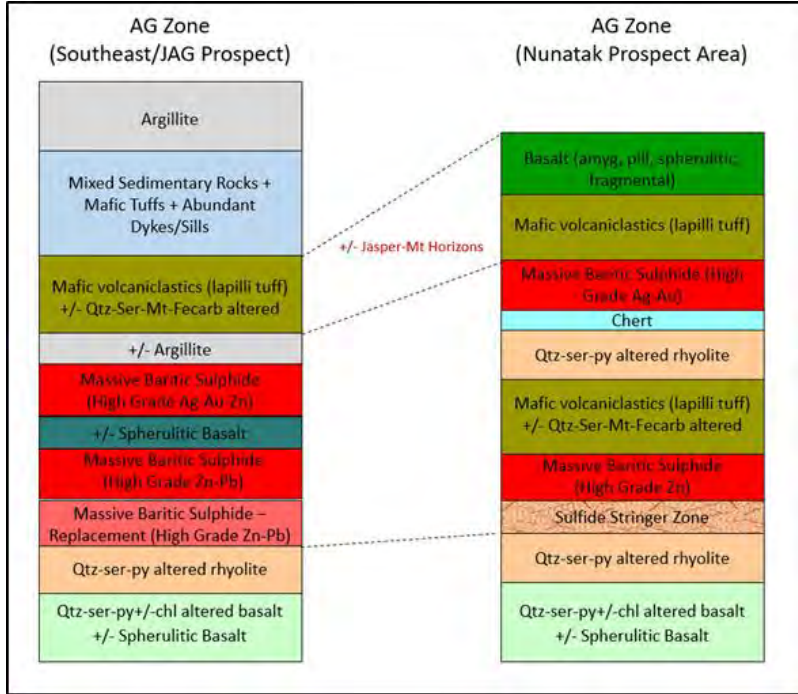 AG Zone
(Southeast/JAG Prospect)
Argillite
Mixed Sedimentary Rocks +
Mafic Tuffs + Abundant
Dykes/Sills
Mafic volcaniclastics (lapilli tuff)
+/- Qtz-Ser-Mt-Fecarb altered
+/- Argillite
Massive Baritic Sulphide
(High Grade Ag-Au-Zn)
+/- Spherulitic Basalt
Massive Baritic Sulphide
(High Grade Zn-Pb)
Massive Baritic Sulphide –
Replacement (High Grade Zn-Pb)
Qtz-ser-py altered rhyolite
Qtz-ser-py+/-chl altered basalt
+/- Spherulitic Basalt
+/- Jasper-Mt Horizons
AG Zone
(Nunatak Prospect Area)
Basalt (amyg, pill, spherulitic,
fragmental)
Mafic volcaniclastics (lapilli tuff)
Massive Baritic Sulphide (High
Grade Ag-Au)
Chert
Qtz-ser-py altered rhyolite
Mafic volcaniclastics (lapilli tuff)
+/- Qtz-Ser-Mt-Fecarb altered
Massive Baritic Sulphide
(High Grade Zn)
Sulfide Stringer Zone
Qtz-ser-py altered rhyolite
Qtz-ser-py+/-chl altered basalt
+/- Spherulitic Basalt